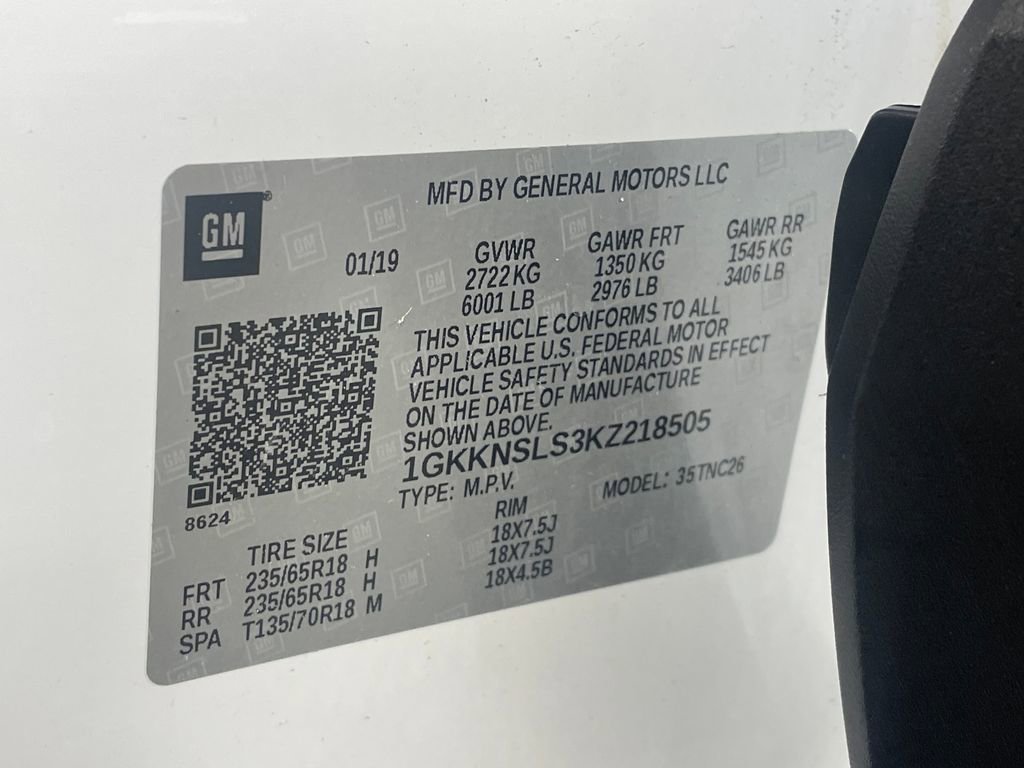 GM®
MFD BY GENERAL MOTORS LLC
01/19
GVWR
2722 KG
6001 LB
GAWR FRT
1350 KG
2976 LB
GAWR RR
1545 KG
3406 LB
THIS VEHICLE CONFORMS TO ALL
APPLICABLE U.S. FEDERAL MOTOR
VEHICLE SAFETY STANDARDS IN EFFECT
ON THE DATE OF MANUFACTURE
SHOWN ABOVE.
1GKKNSLS3KZ218505
TYPE: M.P.V. MODEL: 35TNC26
8624
TIRE SIZE RIM
FRT 235/65R18 H 18X7.5J
RR 235/65R18 H 18X7.5J
SPA T135/70R18 M 18X4.5B